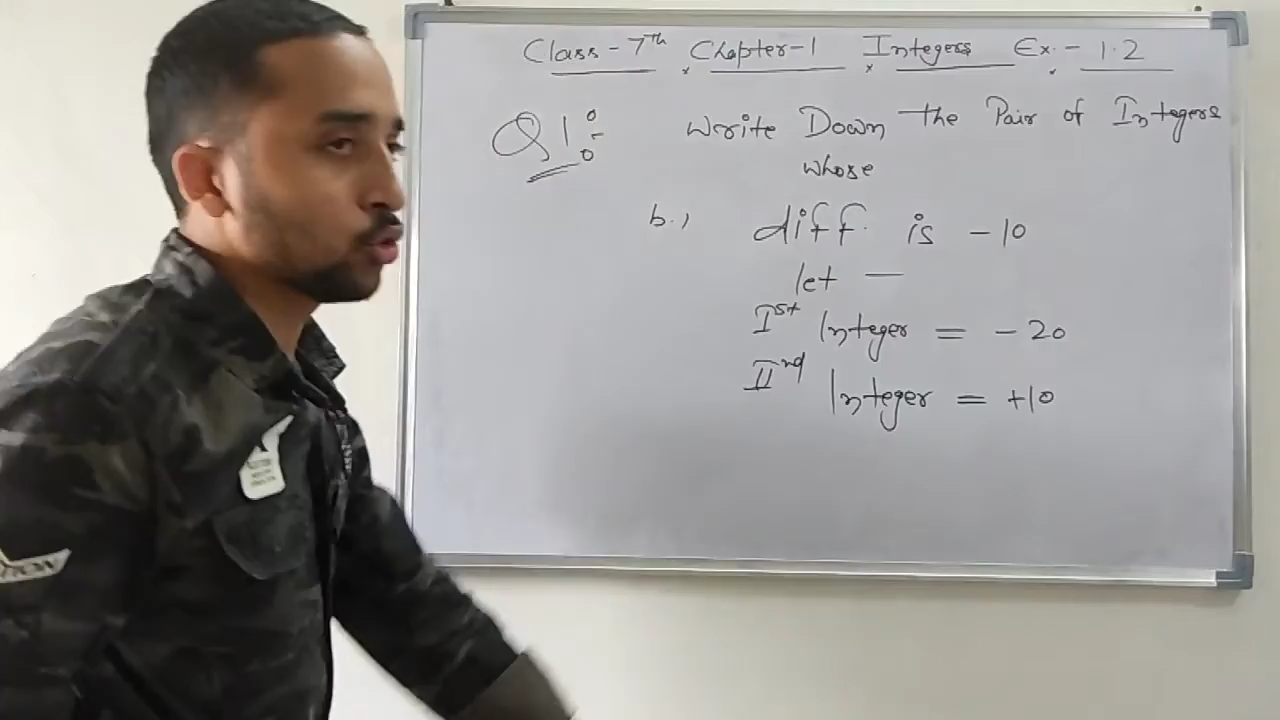 Class - 7th Chapter-1 Integers Ex. - 1.2
Q1:- Write Down the Pair of Integers
whose
b., diff. is -10
let —
Ist Integer = -20
IInd Integer = +10